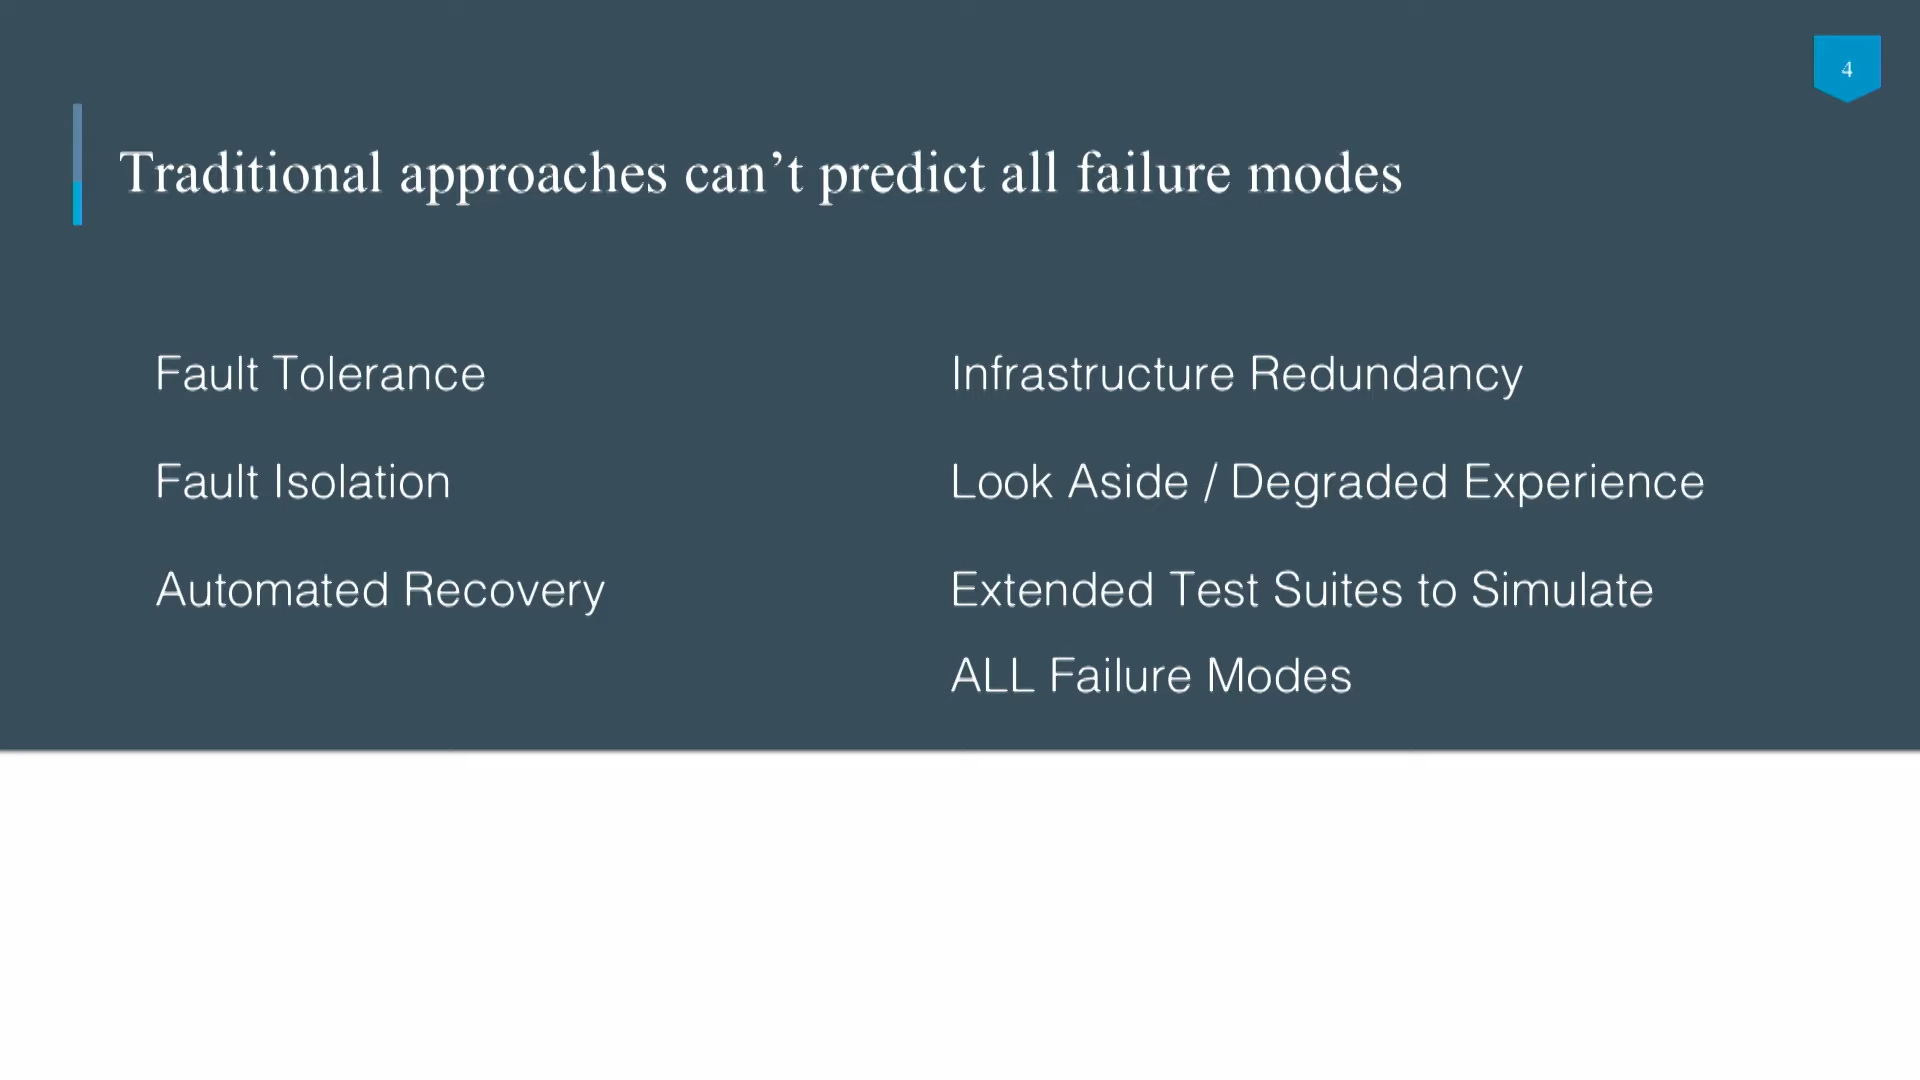 4
Traditional approaches can’t predict all failure modes
Fault Tolerance
Fault Isolation
Automated Recovery
Infrastructure Redundancy
Look Aside / Degraded Experience
Extended Test Suites to Simulate
ALL Failure Modes